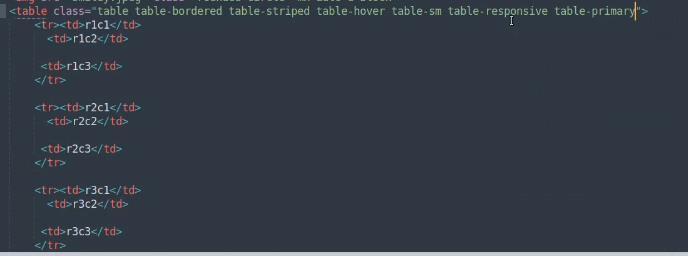 <table class="table table-bordered table-striped table-hover table-sm table-responsive table-primary">
<tr><td>r1c1</td>
<td>r1c2</td>
<td>r1c3</td>
</tr>
<tr><td>r2c1</td>
<td>r2c2</td>
<td>r2c3</td>
</tr>
<tr><td>r3c1</td>
<td>r3c2</td>
<td>r3c3</td>
</tr>